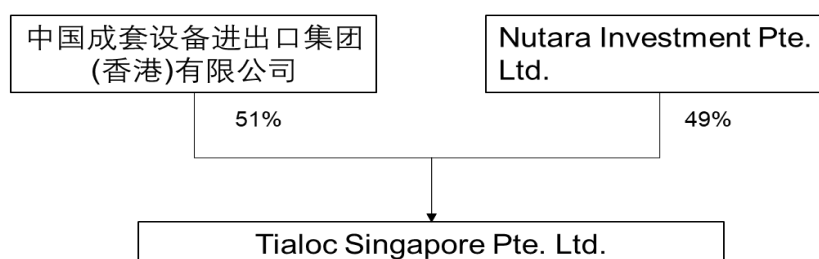 中国成套设备进出口集团
(香港)有限公司
Nutara Investment Pte.
Ltd.
51%
49%
Tialoc Singapore Pte. Ltd.